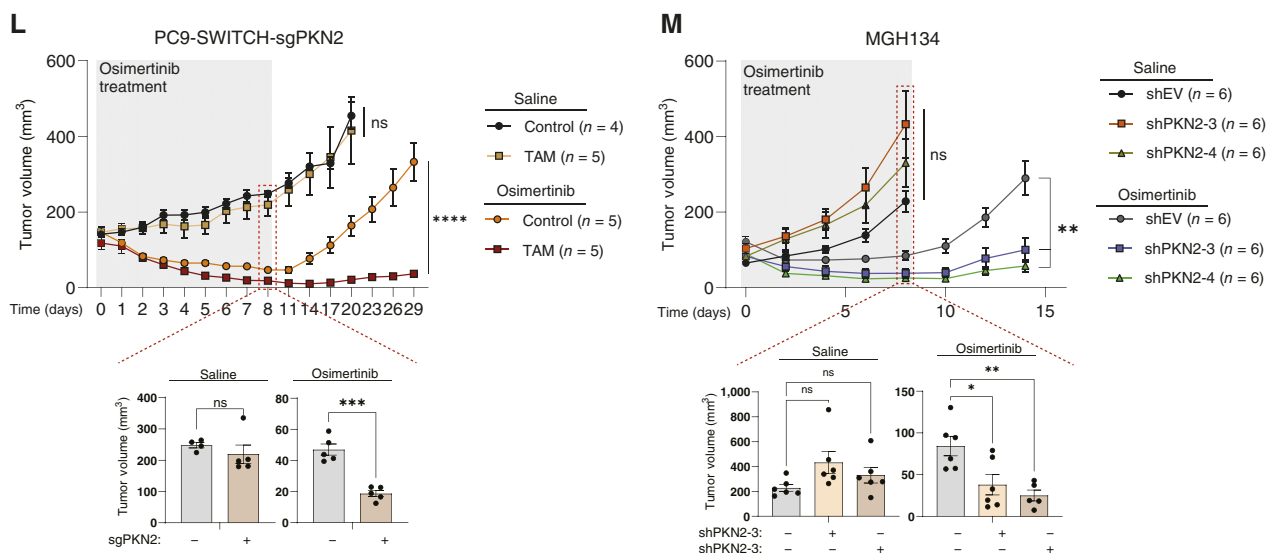 L
PC9-SWITCH-sgPKN2
Osimertinib
treatment
Tumor volume (mm3)
600
400
200
0
ns
****
Time (days)
0 1 2 3 4 5 6 7 8 11 14 17 20 23 26 29
Saline
Control (n = 4)
TAM (n = 5)
Osimertinib
Control (n = 5)
TAM (n = 5)
Saline
Tumor volume (mm3)
400
300
200
100
0
ns
Osimertinib
60
40
20
0
***
sgPKN2: – + – +
M
MGH134
Osimertinib
treatment
Tumor volume (mm3)
600
400
200
0
ns
**
Time (days)
0 5 10 15
Saline
shEV (n = 6)
shPKN2-3 (n = 6)
shPKN2-4 (n = 6)
Osimertinib
shEV (n = 6)
shPKN2-3 (n = 6)
shPKN2-4 (n = 6)
Saline
Tumor volume (mm3)
1,000
800
600
400
200
0
ns
ns
Osimertinib
150
100
50
0
**
*
shPKN2-3: – + – +
shPKN2-3: – + – +